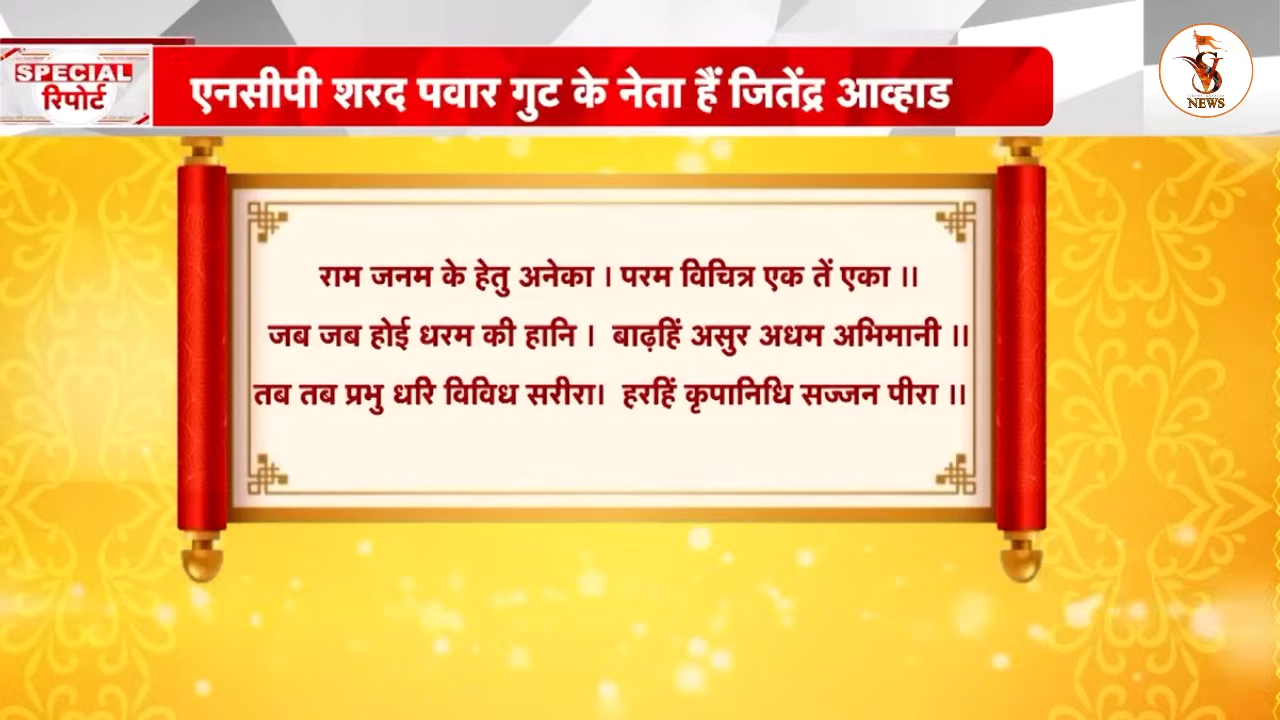 SPECIAL
रिपोर्ट
एनसीपी शरद पवार गुट के नेता हैं जितेंद्र आव्हाड
NEWS
राम जनम के हेतु अनेका । परम विचित्र एक तें एका ।।
जब जब होई धरम की हानि । बाढ़हिं असुर अधम अभिमानी ।।
तब तब प्रभु धरि विविध सरीरा। हरहिं कृपानिधि सज्जन पीरा ।।